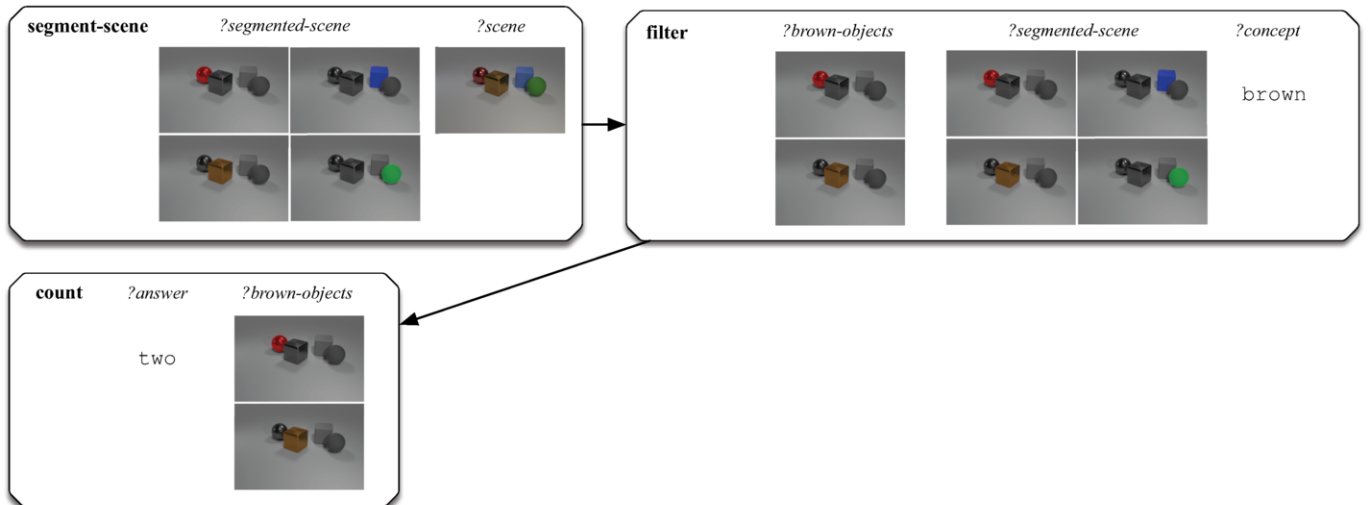 segment-scene ?segmented-scene ?scene
filter ?brown-objects ?segmented-scene ?concept
brown
count ?answer ?brown-objects
two